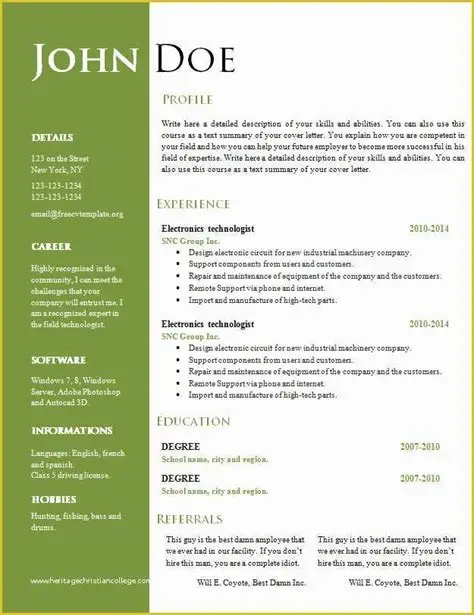 JOHN DOE
DETAILS
123 on the Street
New York, NY
123-123-1234
123-123-1234
email@freecvtemplate.org
CAREER
Highly recognized in the
community, I can meet the
challenges that your
company will entrust me. I
am a recognized expert in
the field technologist.
SOFTWARE
Windows 7, 8, Windows
Server, Adobe Photoshop
and Autocad 3D.
INFORMATIONS
Languages: English, french
and spanish.
Class 5 driving license.
HOBBIES
Hunting, fishing, bass and
drums.
www.heritagechristiancollege.com
PROFILE
Write here a detailed description of your skills and abilities. You can also use this
course as a text summary of your cover letter. You explain how you are competent in
your field and how you can help your future employer to become more successful in his
field of expertise. Write here a detailed description of your skills and abilities. You can
also use this course as a text summary of your cover letter.
EXPERIENCE
Electronics technologist 2010-2014
SNC Group Inc.
• Design electronic circuit for new industrial machinery company.
• Support components from users and customers.
• Repair and maintenance of equipment of the company and the customers.
• Remote Support via phone and internet.
• Import and manufacture of high-tech parts.
Electronics technologist 2010-2014
SNC Group Inc.
• Design electronic circuit for new industrial machinery company.
• Support components from users and customers.
• Repair and maintenance of equipment of the company and the customers.
• Remote Support via phone and internet.
• Import and manufacture of high-tech parts.
EDUCATION
DEGREE 2007-2010
School name, city and region.
DEGREE 2007-2010
School name, city and region.
REFERRALS
This guy is the best damn employee that
we ever had in our facility. If you don't
hire this man, you are a complete idiot.
Will E. Coyote, Best Damn Inc.
This guy is the best damn employee that
we ever had in our facility. If you don't
hire this man, you are a complete idiot.
Will E. Coyote, Best Damn Inc.